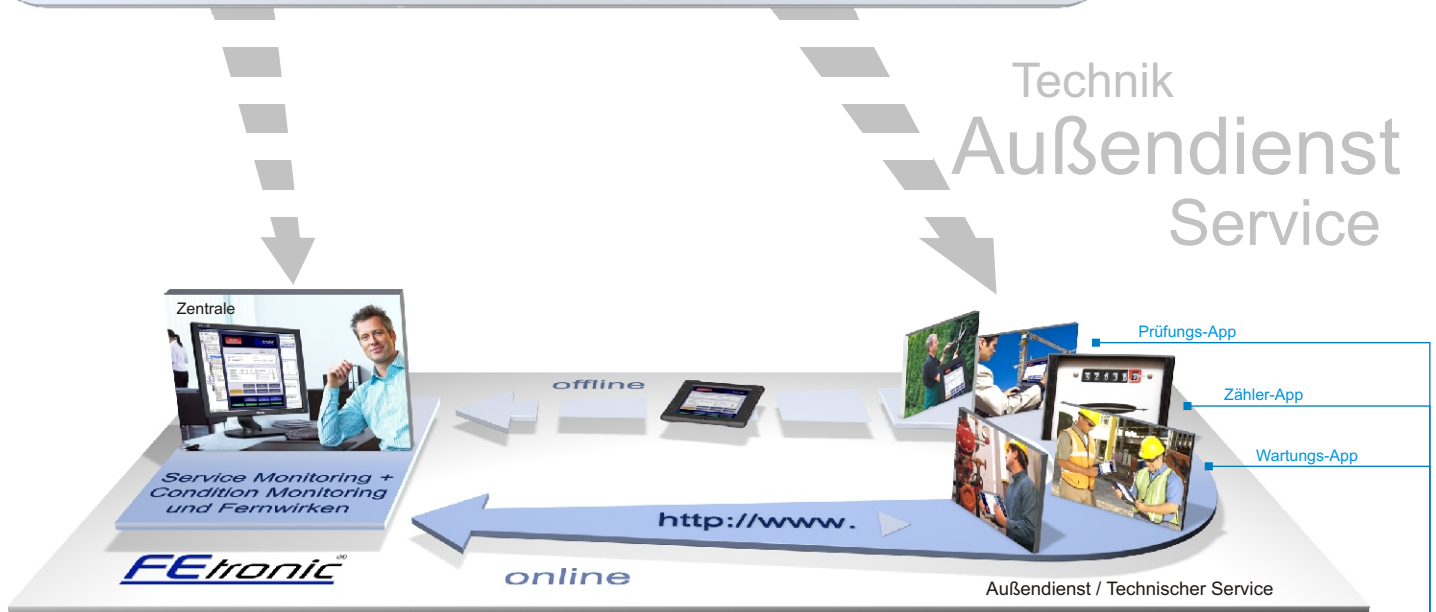 Technik
Außendienst
Service
Zentrale
Prüfungs-App
offline
Zähler-App
Wartungs-App
Service Monitoring +
Condition Monitoring
und Fernwirken
http://www.
FEtronic®
online
Außendienst / Technischer Service